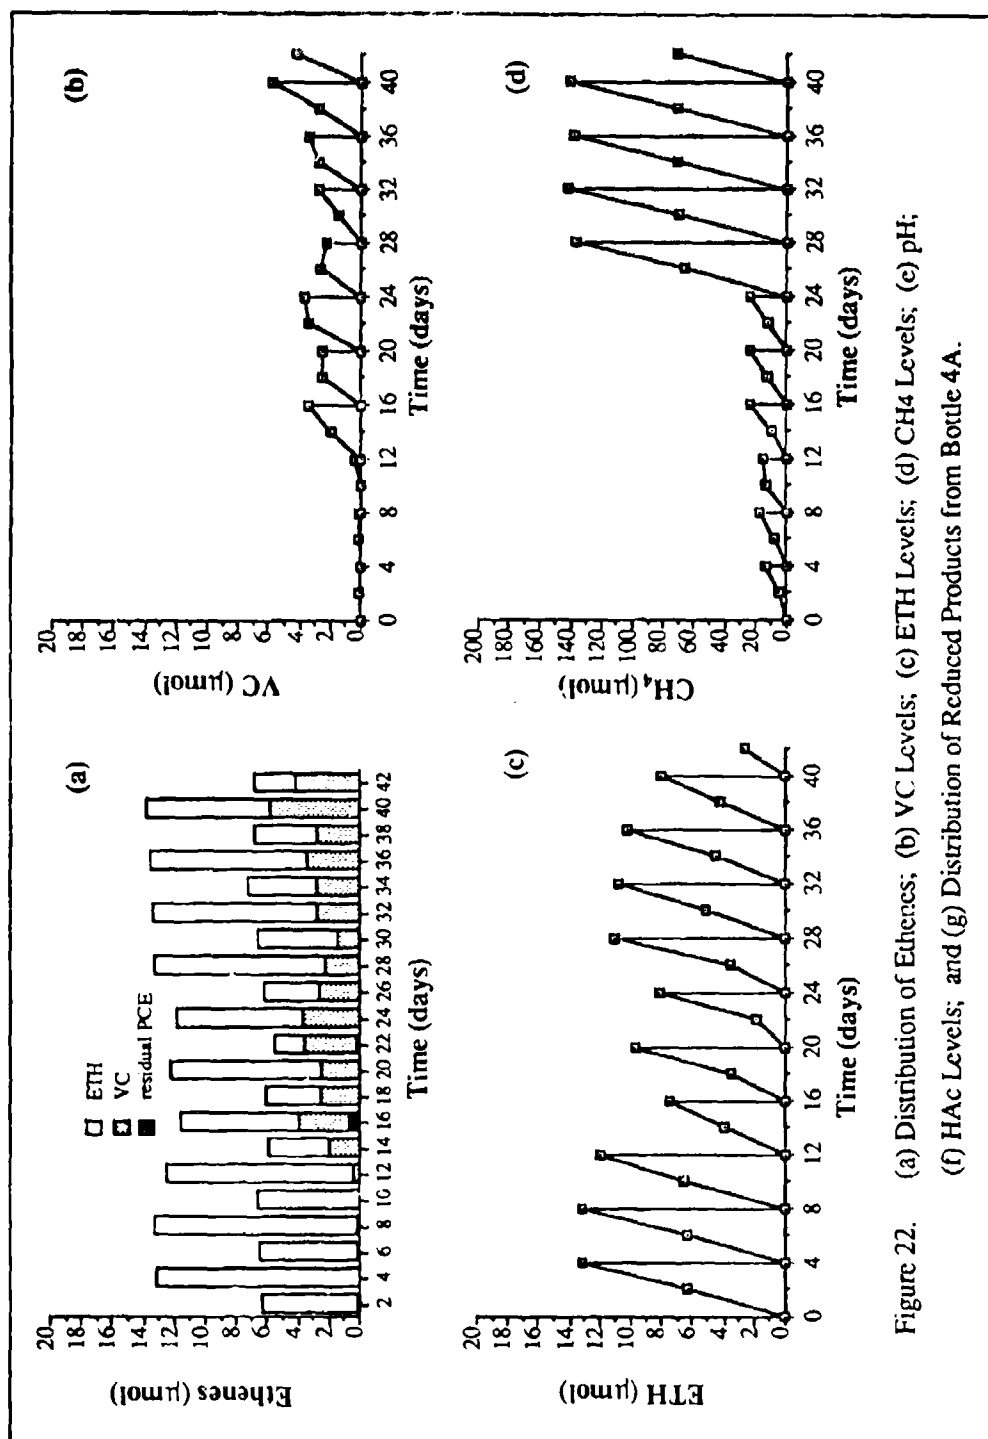 (a)
ETH
VC
residual PCE
Ethenes (µmol)
20
18
16
14
12
10
8
6
4
2
0
2 4 6 8 10 12 14 16 18 20 22 24 26 28 30 32 34 36 38 40 42
Time (days)
(b)
VC (µmol)
20
18
16
14
12
10
8
6
4
2
0
0 4 8 12 16 20 24 28 32 36 40
Time (days)
(c)
ETH (µmol)
20
18
16
14
12
10
8
6
4
2
0
0 4 8 12 16 20 24 28 32 36 40
Time (days)
(d)
CH4 (µmol)
200
180
160
140
120
100
80
60
40
20
0
0 4 8 12 16 20 24 28 32 36 40
Time (days)
Figure 22. (a) Distribution of Ethenes; (b) VC Levels; (c) ETH Levels; (d) CH4 Levels; (e) pH;
(f) HAc Levels; and (g) Distribution of Reduced Products from Bottle 4A.